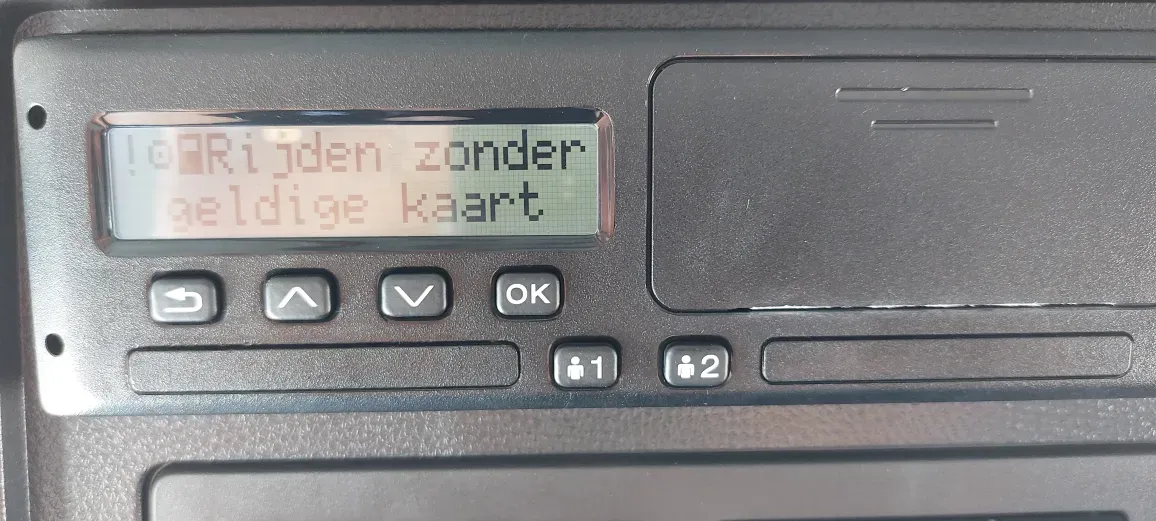 !⊙Rijden zonder
geldige kaart
OK
1
2